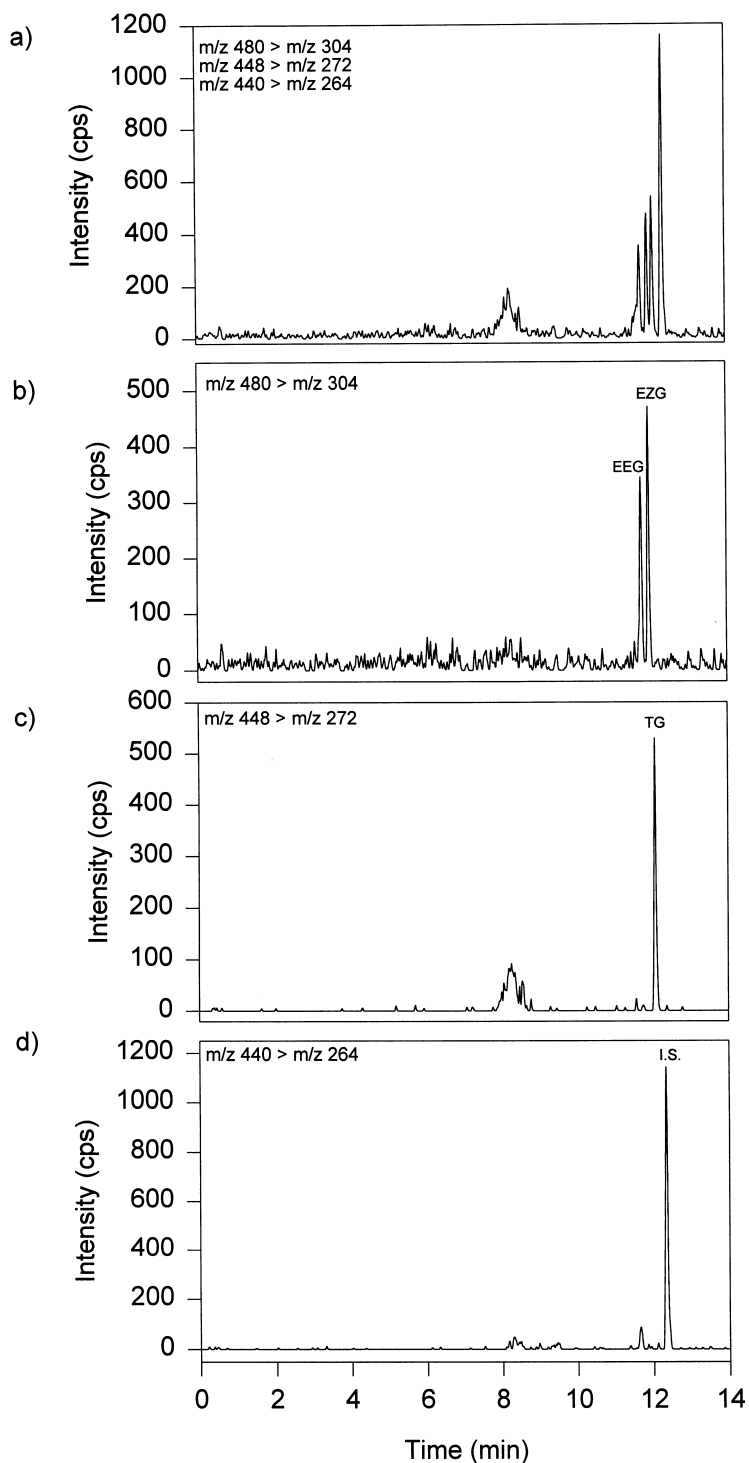 a)
1200
1000
800
600
400
200
0
Intensity (cps)
m/z 480 > m/z 304
m/z 448 > m/z 272
m/z 440 > m/z 264
b)
500
400
300
200
100
0
Intensity (cps)
m/z 480 > m/z 304
EZG
EEG
c)
600
500
400
300
200
100
0
Intensity (cps)
m/z 448 > m/z 272
TG
d)
1200
1000
800
600
400
200
0
Intensity (cps)
m/z 440 > m/z 264
I.S.
0 2 4 6 8 10 12 14
Time (min)